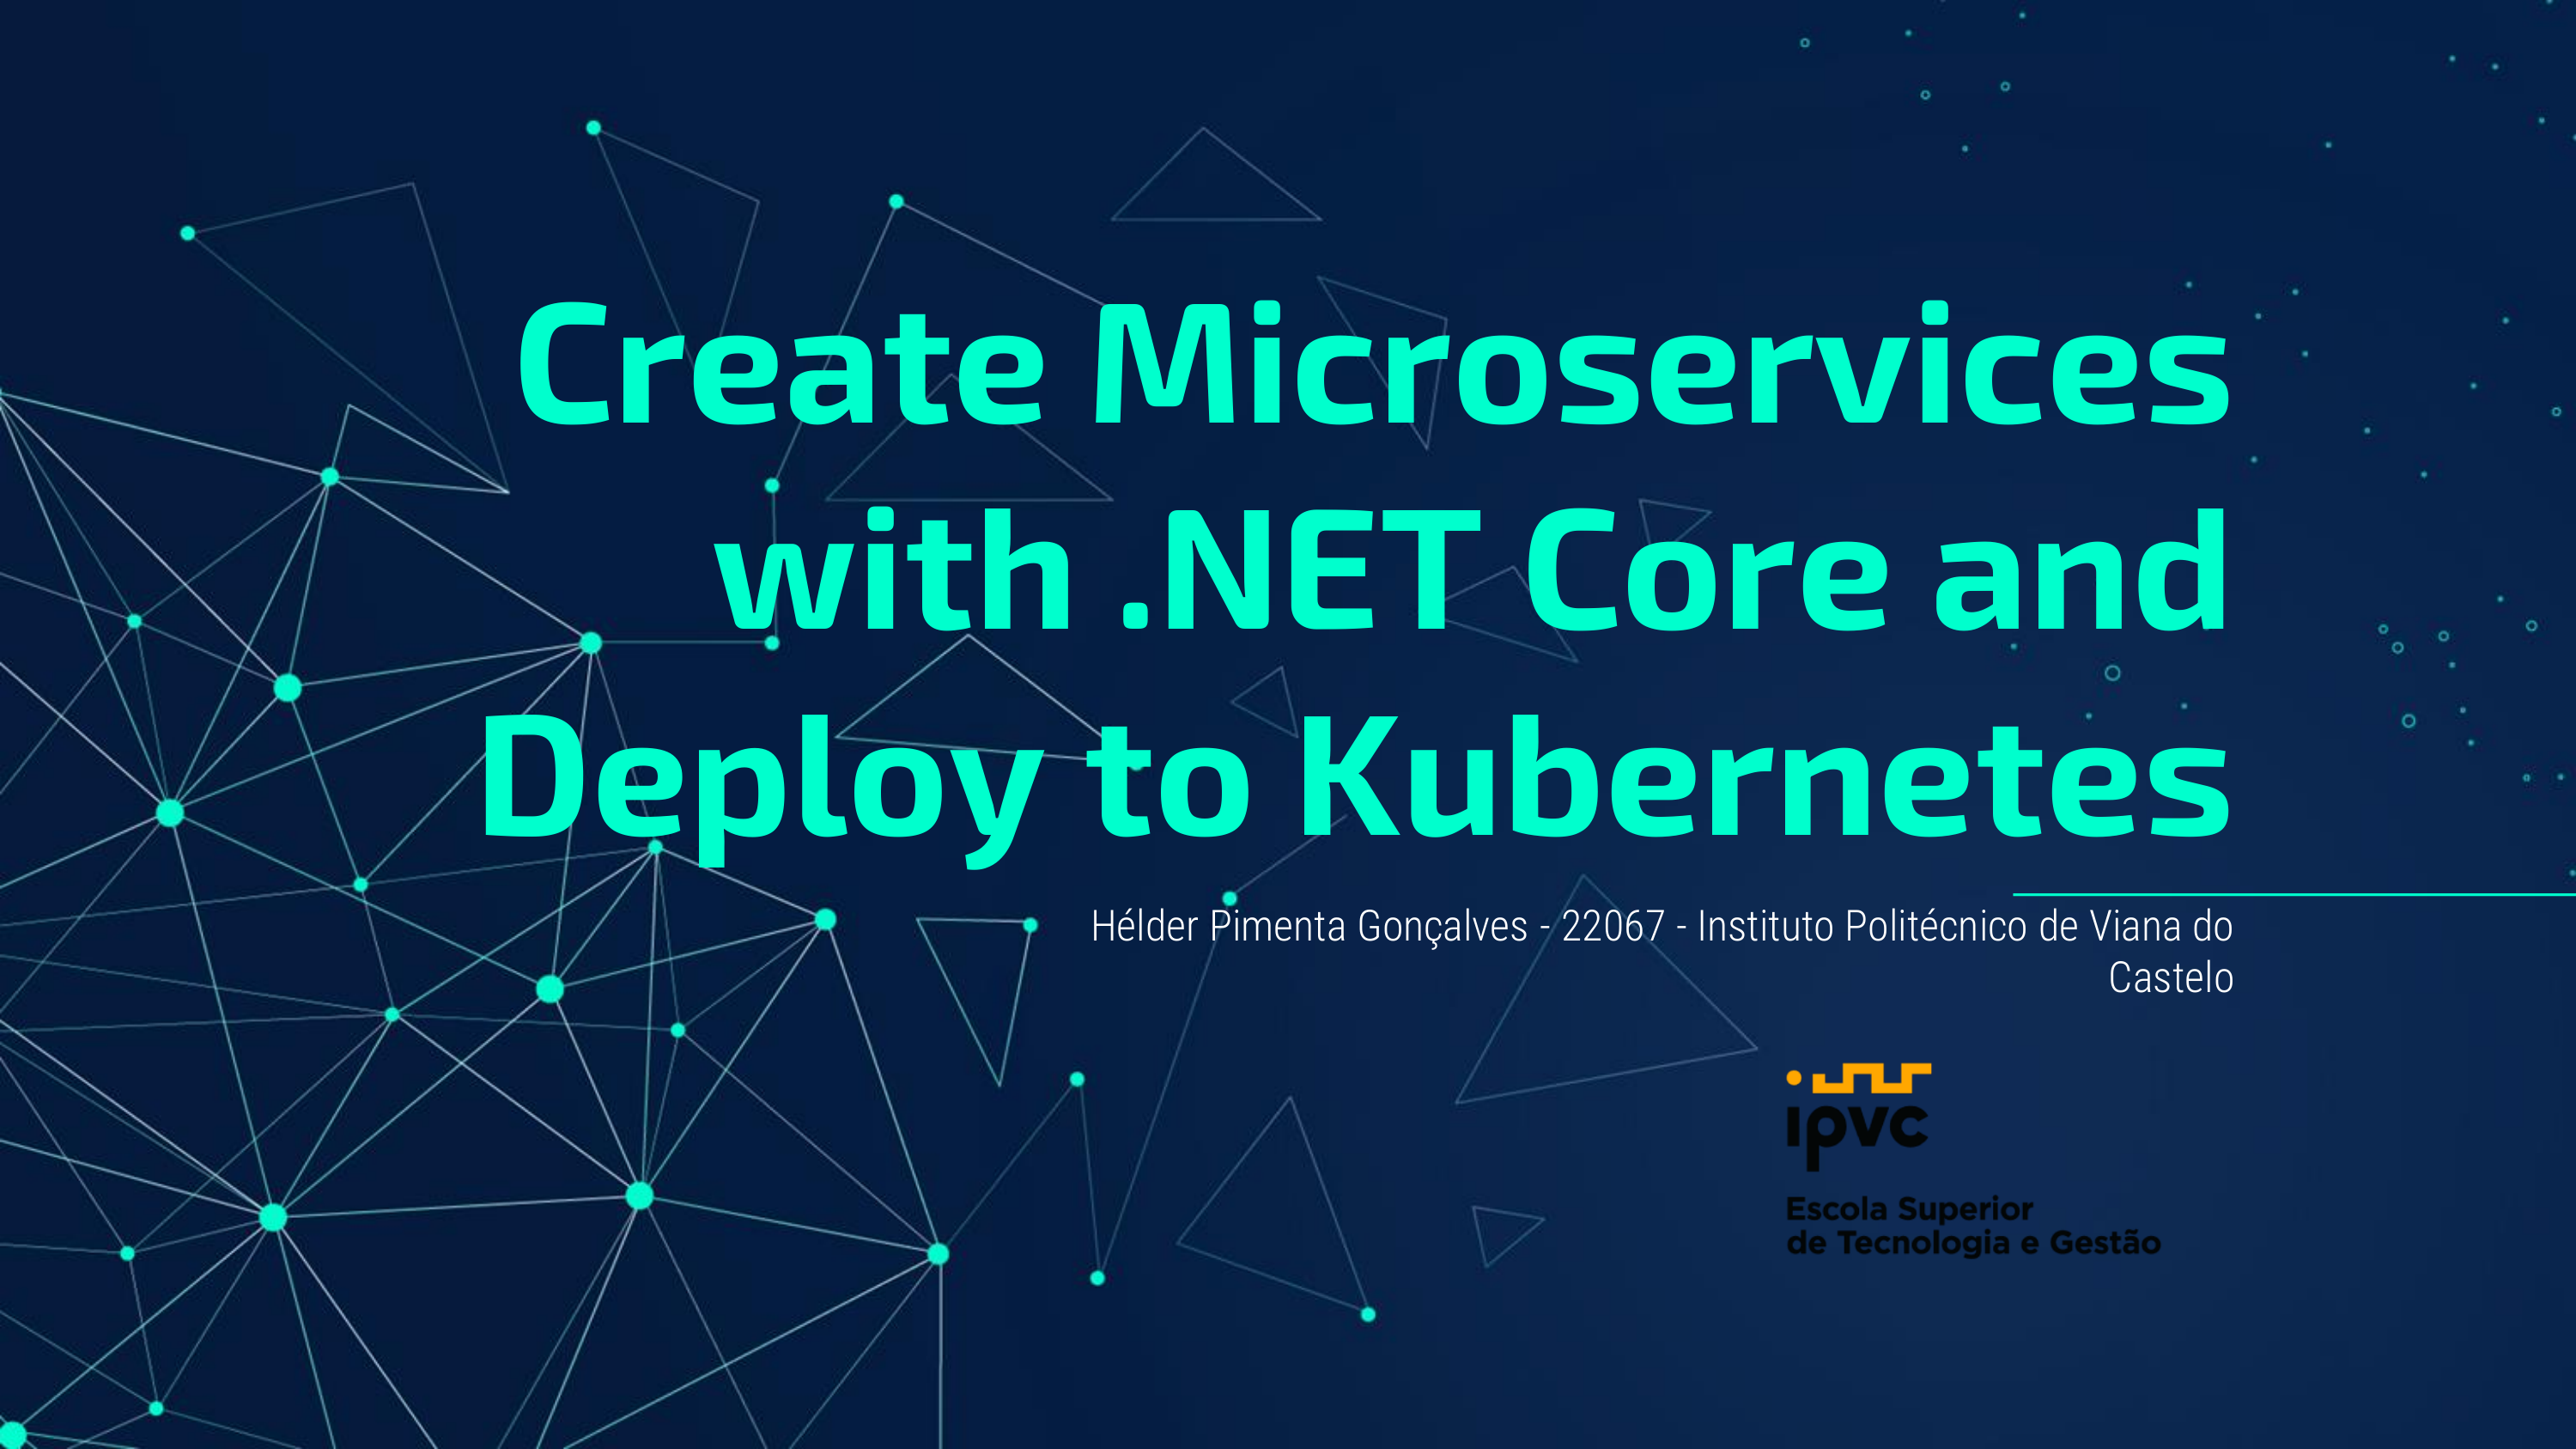 Create Microservices
with .NET Core and
Deploy to Kubernetes
Hélder Pimenta Gonçalves - 22067 - Instituto Politécnico de Viana do
Castelo
ipvc
Escola Superior
de Tecnologia e Gestão